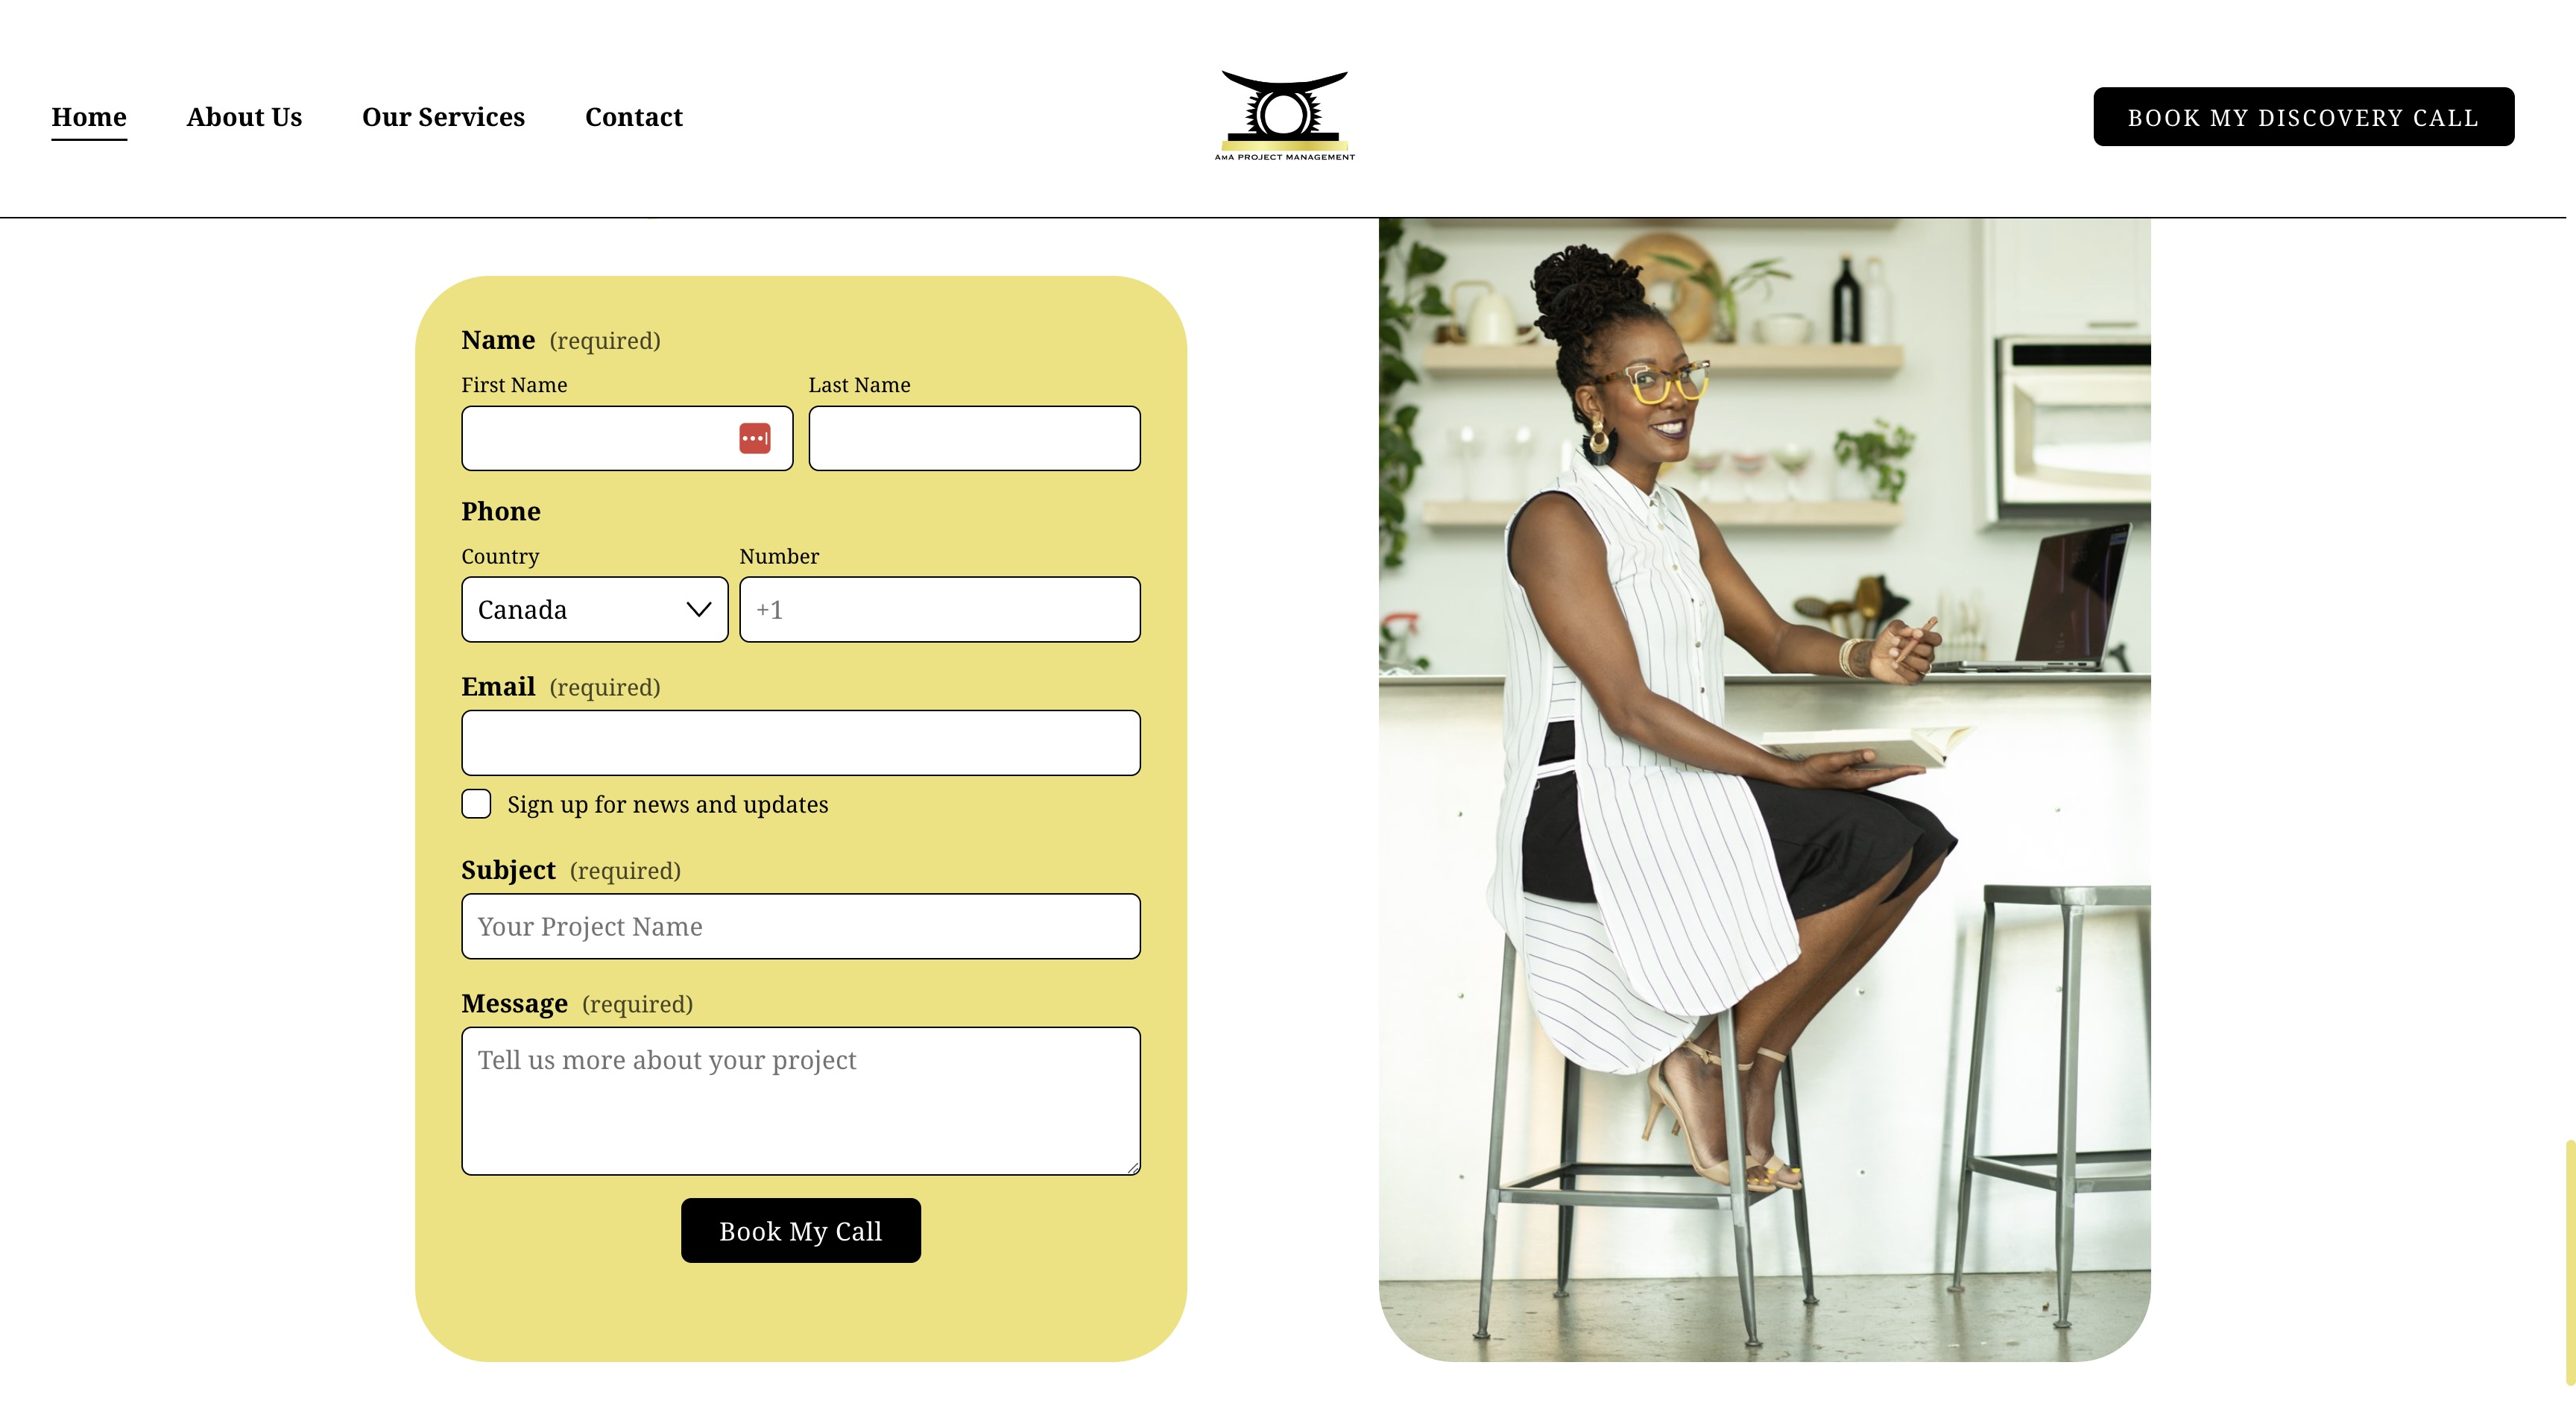 Home About Us Our Services Contact
AMA PROJECT MANAGEMENT
BOOK MY DISCOVERY CALL
Name (required)
First Name Last Name
Phone
Country Number
Canada +1
Email (required)
Sign up for news and updates
Subject (required)
Your Project Name
Message (required)
Tell us more about your project
Book My Call